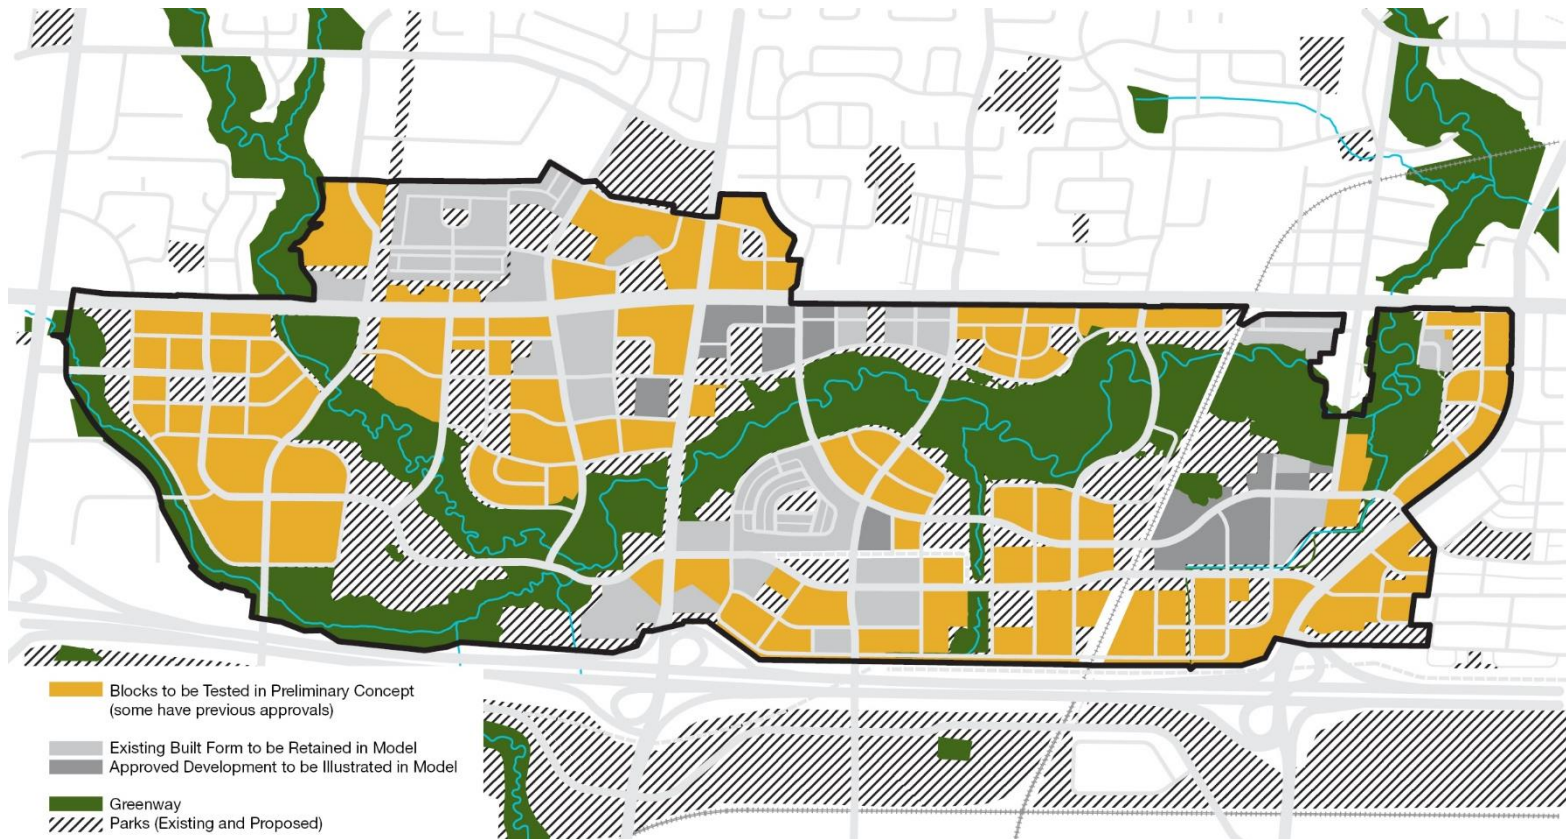 Blocks to be Tested in Preliminary Concept
(some have previous approvals)
Existing Built Form to be Retained in Model
Approved Development to be Illustrated in Model
Greenway
Parks (Existing and Proposed)